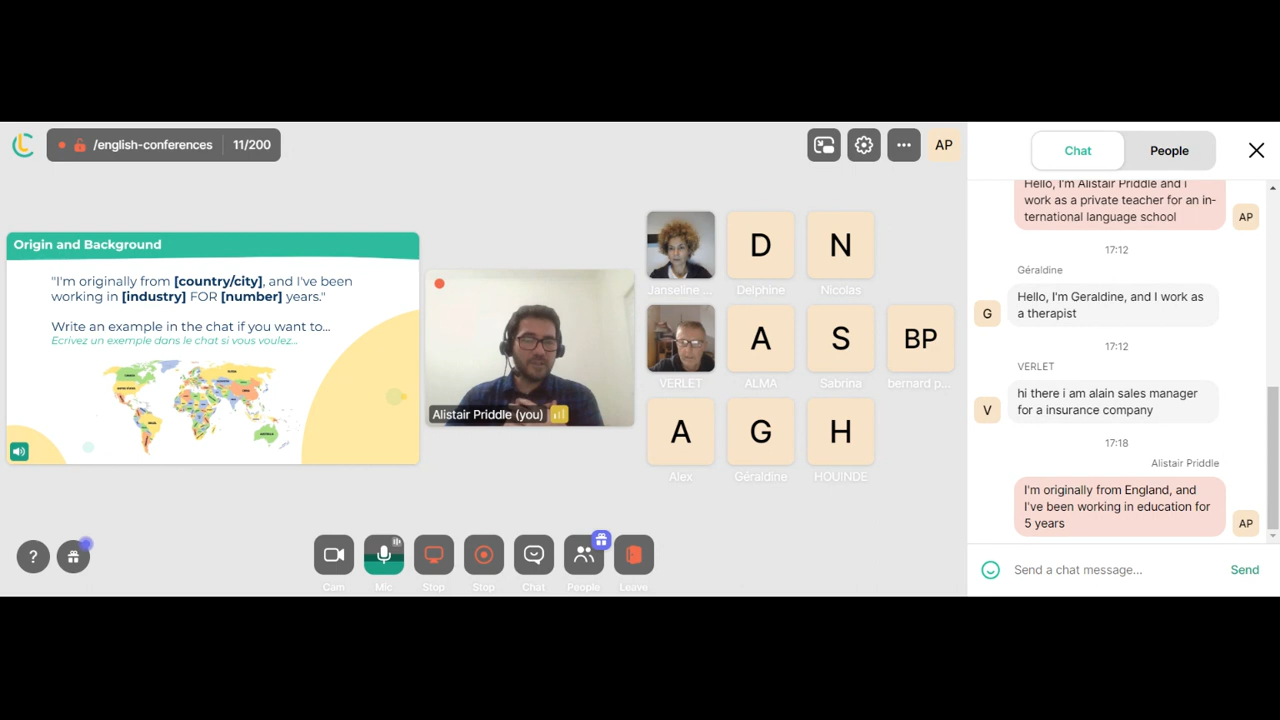 /english-conferences 11/200
AP
Chat People
Origin and Background
"I'm originally from [country/city], and I've been
working in [industry] FOR [number] years."
Write an example in the chat if you want to...
Ecrivez un exemple dans le chat si vous voulez...
Alistair Priddle (you)
Janseline ...
D
Delphine
N
Nicolas
VERLET
A
ALMA
S
Sabrina
BP
bernard p...
A
Alex
G
Géraldine
H
HOUINDE
?
Cam
Mic
Stop
Stop
Chat
People
Leave
Hello, I'm Alistair Priddle and i
work as a private teacher for an in-
ternational language school
AP
17:12
Géraldine
Hello, I'm Geraldine, and I work as
a therapist
G
17:12
VERLET
hi there i am alain sales manager
for a insurance company
V
17:18
Alistair Priddle
I'm originally from England, and
I've been working in education for
5 years
AP
Send a chat message...
Send